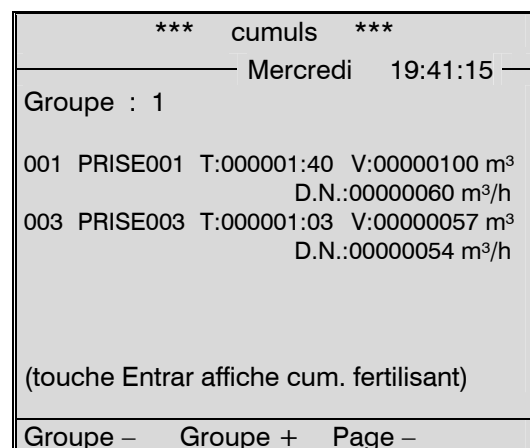 *** cumuls ***
Mercredi 19:41:15
Groupe : 1
001 PRISE001 T:000001:40 V:00000100 m³
D.N.:00000060 m³/h
003 PRISE003 T:000001:03 V:00000057 m³
D.N.:00000054 m³/h
(touche Entrar affiche cum. fertilisant)
Groupe – Groupe + Page –